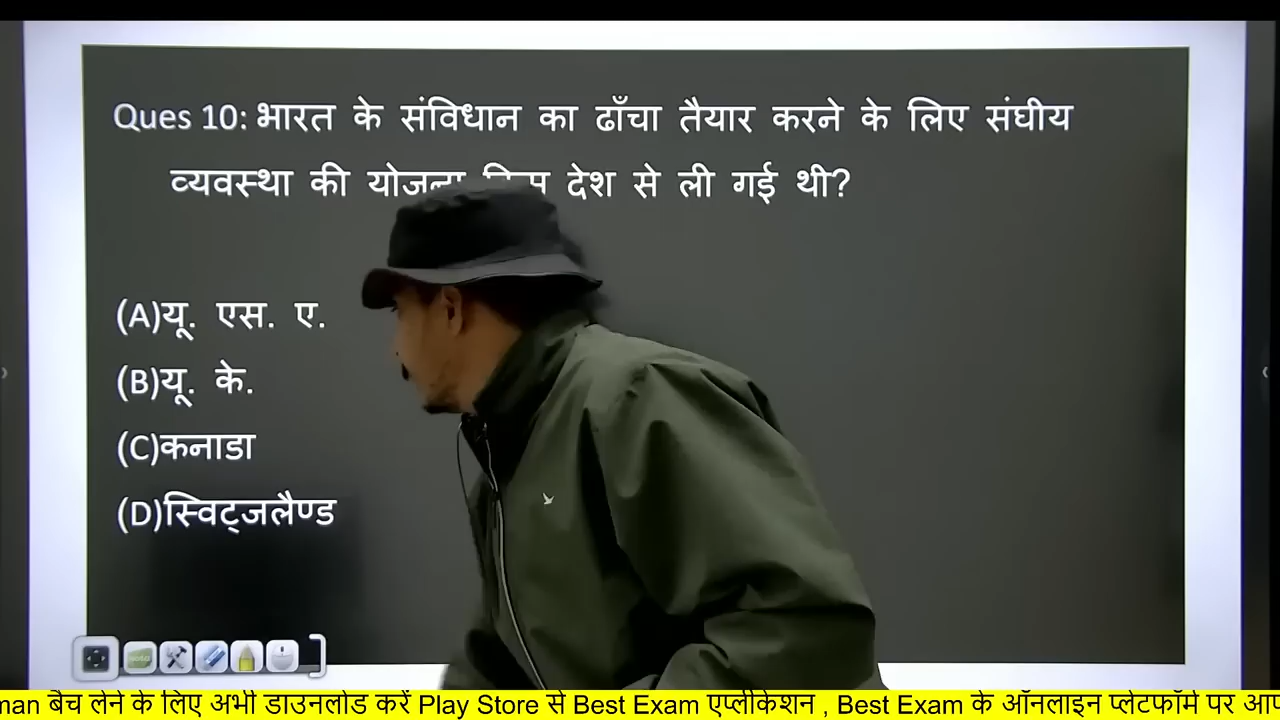 Ques 10: भारत के संविधान का ढाँचा तैयार करने के लिए संघीय
व्यवस्था की योजना देश से ली गई थी?
(A)यू. एस. ए.
(B)यू. के.
(C)कनाडा
(D)स्विट्जलैण्ड
बैच लेने के लिए अभी डाउनलोड करें Play Store से Best Exam एप्लीकेशन , Best Exam के ऑनलाइन प्लेटफॉर्म पर